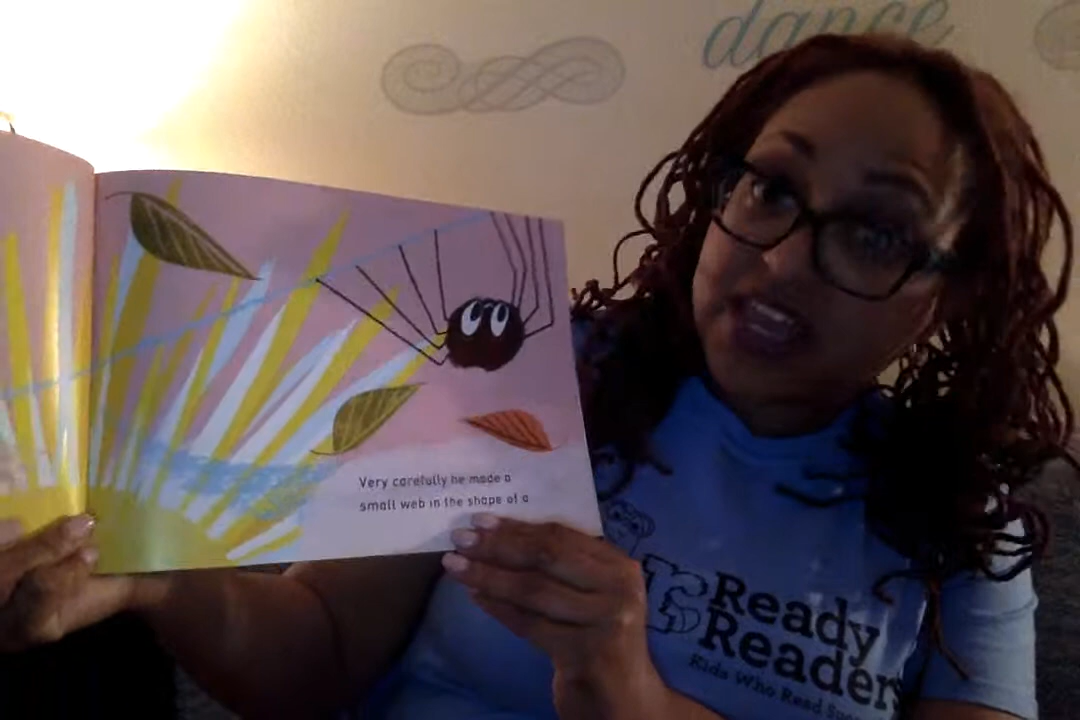 dance
Very carefully he made a
small web in the shape of a
Ready
Readers
Kids Who Read